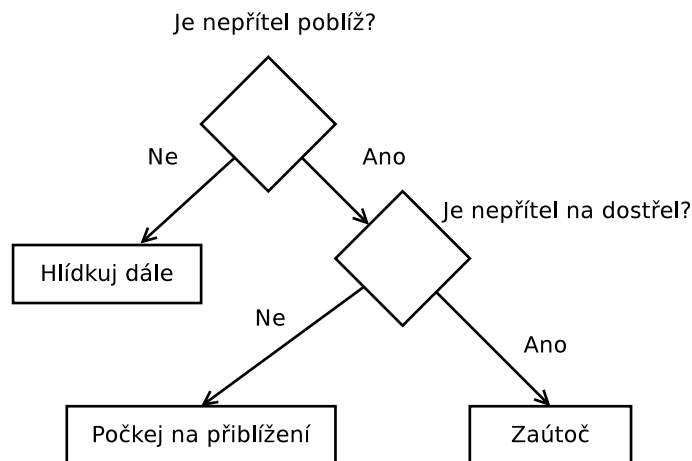 Je nepřítel poblíž?
Ne
Ano
Je nepřítel na dostřel?
Hlídkuj dále
Ne
Ano
Počkej na přiblížení
Zaútoč